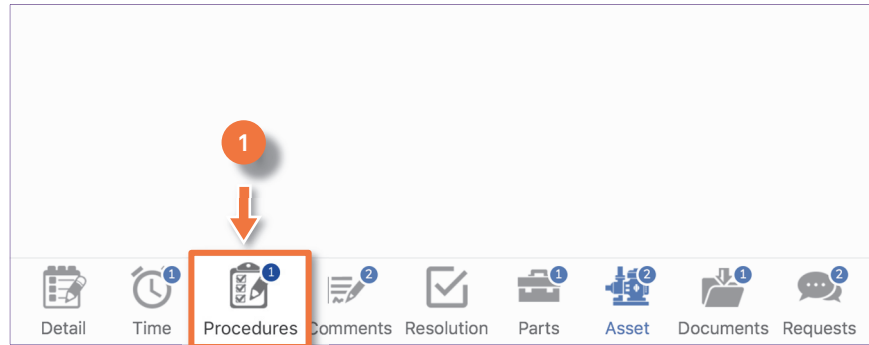 1
1 1 2 1 2 1 2
Detail Time Procedures Comments Resolution Parts Asset Documents Requests